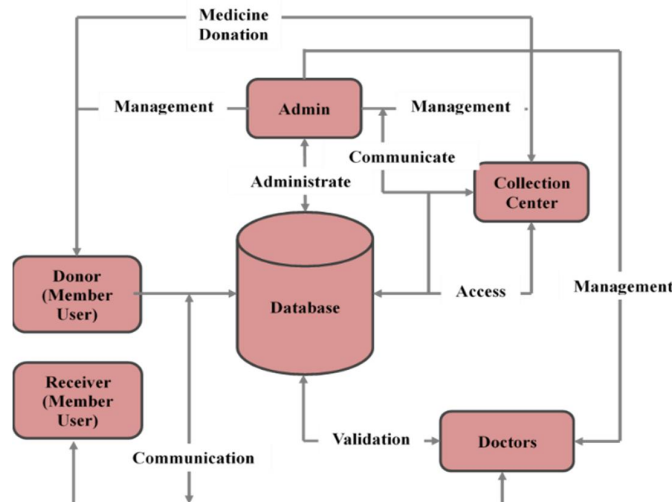 Medicine
Donation
Management
Admin
Management
Communicate
Administrate
Collection
Center
Donor
(Member
User)
Database
Access
Management
Receiver
(Member
User)
Communication
Validation
Doctors